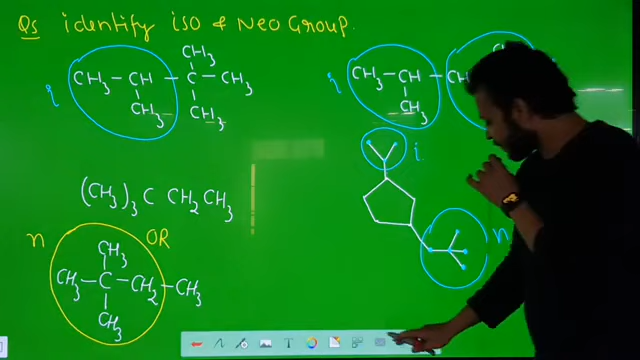 Qs identify iso & Neo Group.
CH3
CH3 - CH - C - CH3
i
CH3 CH3
i
CH3 - CH - CH
CH3
i
(CH3)3 C CH2 CH3
n OR
CH3
CH3 - C - CH2 - CH3
CH3
n
T